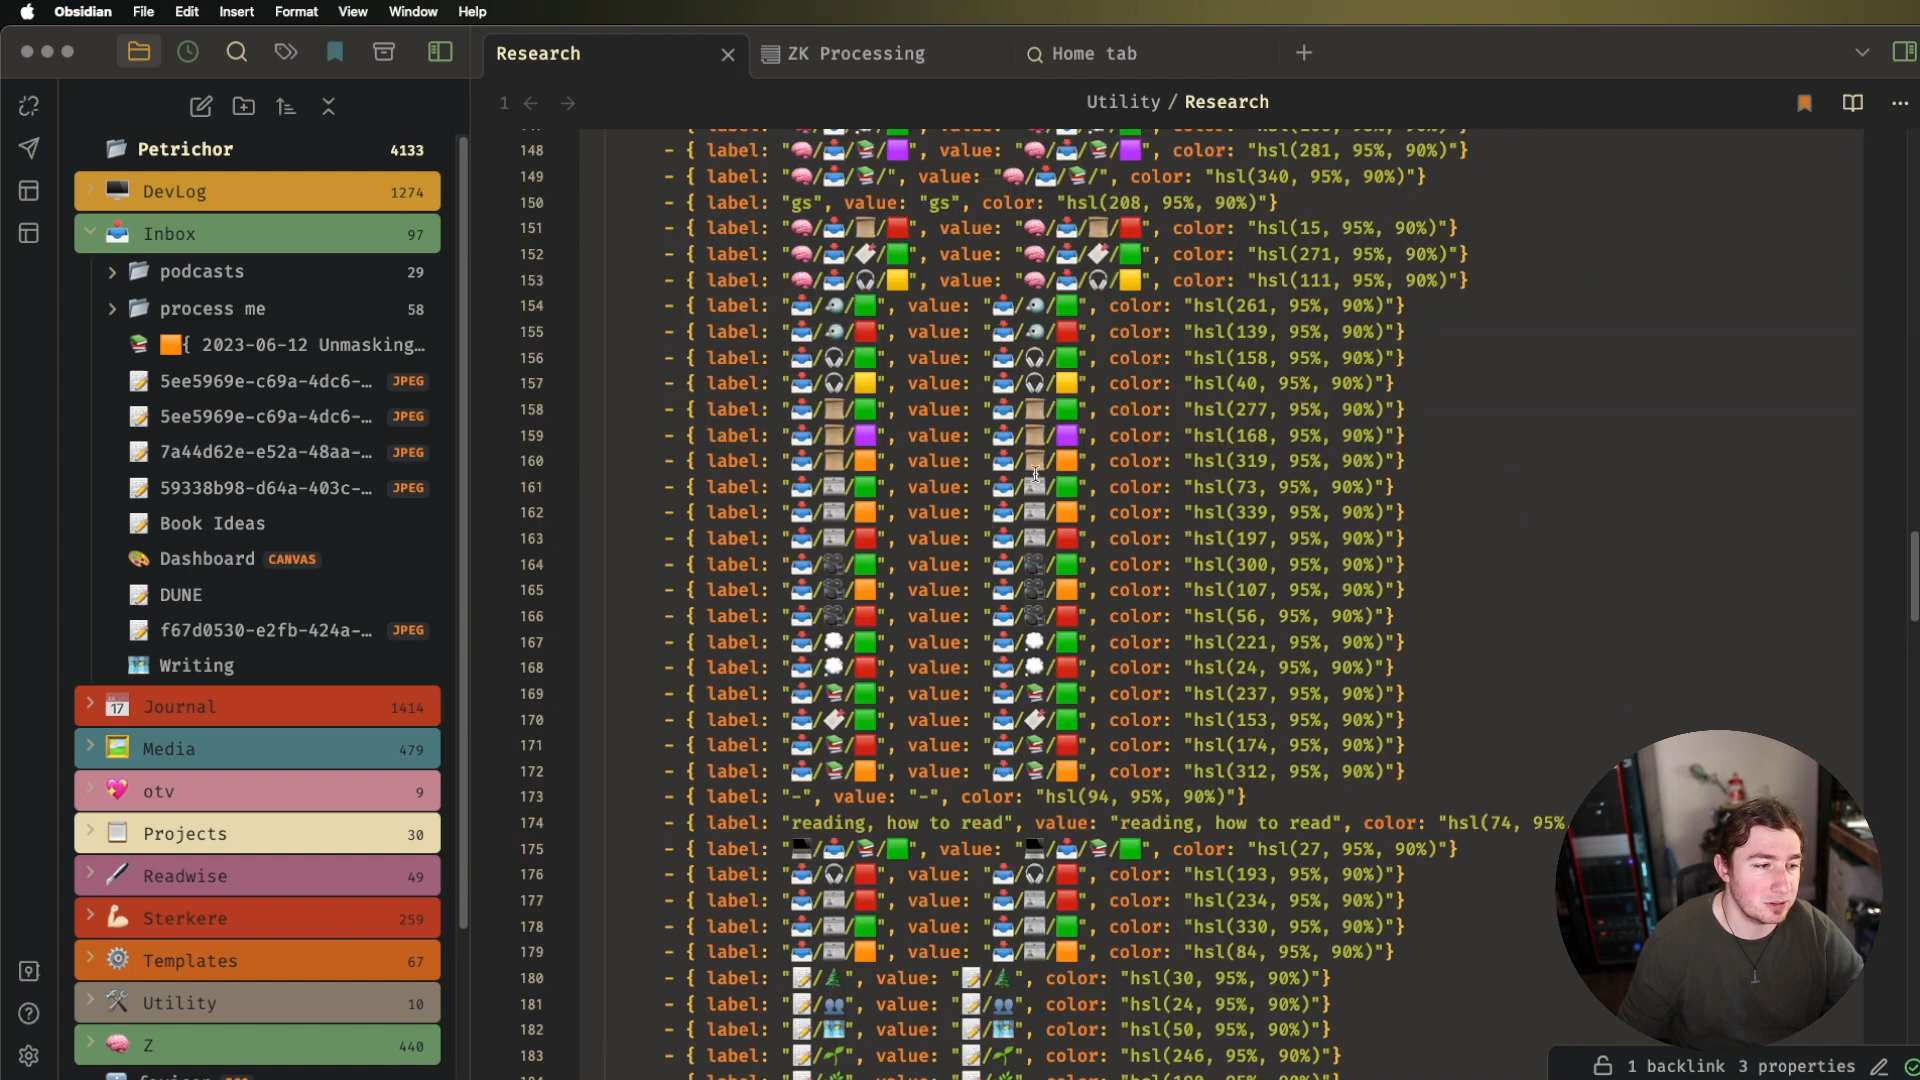 Obsidian File Edit Insert Format View Window Help
Research
ZK Processing
Home tab
1
Utility / Research
Petrichor 4133
DevLog 1274
Inbox 97
podcasts 29
process me 58
🟧{ 2023-06-12 Unmasking…
5ee5969e-c69a-4dc6-… JPEG
5ee5969e-c69a-4dc6-… JPEG
7a44d62e-e52a-48aa-… JPEG
59338b98-d64a-403c-… JPEG
Book Ideas
Dashboard CANVAS
DUNE
f67d0530-e2fb-424a-… JPEG
Writing
17 Journal 1414
Media 479
otv 9
Projects 30
Readwise 49
Sterkere 259
Templates 67
Utility 10
Z 440
148 - { label: "🧠/📥/📚/🟪", value: "🧠/📥/📚/🟪", color: "hsl(281, 95%, 90%)"}
149 - { label: "🧠/📥/📚/", value: "🧠/📥/📚/", color: "hsl(340, 95%, 90%)"}
150 - { label: "gs", value: "gs", color: "hsl(208, 95%, 90%)"}
151 - { label: "🧠/📥/📜/🟥", value: "🧠/📥/📜/🟥", color: "hsl(15, 95%, 90%)"}
152 - { label: "🧠/📥/🗞/🟩", value: "🧠/📥/🗞/🟩", color: "hsl(271, 95%, 90%)"}
153 - { label: "🧠/📥/🎧/🟨", value: "🧠/📥/🎧/🟨", color: "hsl(111, 95%, 90%)"}
154 - { label: "📥/🐦/🟩", value: "📥/🐦/🟩", color: "hsl(261, 95%, 90%)"}
155 - { label: "📥/🐦/🟥", value: "📥/🐦/🟥", color: "hsl(139, 95%, 90%)"}
156 - { label: "📥/🎧/🟩", value: "📥/🎧/🟩", color: "hsl(158, 95%, 90%)"}
157 - { label: "📥/🎧/🟨", value: "📥/🎧/🟨", color: "hsl(40, 95%, 90%)"}
158 - { label: "📥/📜/🟩", value: "📥/📜/🟩", color: "hsl(277, 95%, 90%)"}
159 - { label: "📥/📜/🟪", value: "📥/📜/🟪", color: "hsl(168, 95%, 90%)"}
160 - { label: "📥/📜/🟧", value: "📥/📜/🟧", color: "hsl(319, 95%, 90%)"}
161 - { label: "📥/📰/🟩", value: "📥/📰/🟩", color: "hsl(73, 95%, 90%)"}
162 - { label: "📥/📰/🟧", value: "📥/📰/🟧", color: "hsl(339, 95%, 90%)"}
163 - { label: "📥/📰/🟥", value: "📥/📰/🟥", color: "hsl(197, 95%, 90%)"}
164 - { label: "📥/🎥/🟩", value: "📥/🎥/🟩", color: "hsl(300, 95%, 90%)"}
165 - { label: "📥/🎥/🟧", value: "📥/🎥/🟧", color: "hsl(107, 95%, 90%)"}
166 - { label: "📥/🎥/🟥", value: "📥/🎥/🟥", color: "hsl(56, 95%, 90%)"}
167 - { label: "📥/💭/🟩", value: "📥/💭/🟩", color: "hsl(221, 95%, 90%)"}
168 - { label: "📥/💭/🟥", value: "📥/💭/🟥", color: "hsl(24, 95%, 90%)"}
169 - { label: "📥/📚/🟩", value: "📥/📚/🟩", color: "hsl(237, 95%, 90%)"}
170 - { label: "📥/🗞/🟩", value: "📥/🗞/🟩", color: "hsl(153, 95%, 90%)"}
171 - { label: "📥/📚/🟥", value: "📥/📚/🟥", color: "hsl(174, 95%, 90%)"}
172 - { label: "📥/📚/🟧", value: "📥/📚/🟧", color: "hsl(312, 95%, 90%)"}
173 - { label: "-", value: "-", color: "hsl(94, 95%, 90%)"}
174 - { label: "reading, how to read", value: "reading, how to read", color: "hsl(74, 95%
175 - { label: "💻/📥/📚/🟩", value: "💻/📥/📚/🟩", color: "hsl(27, 95%, 90%)"}
176 - { label: "📥/🎧/🟥", value: "📥/🎧/🟥", color: "hsl(193, 95%, 90%)"}
177 - { label: "📥/📰/🟥", value: "📥/📰/🟥", color: "hsl(234, 95%, 90%)"}
178 - { label: "📥/📰/🟩", value: "📥/📰/🟩", color: "hsl(330, 95%, 90%)"}
179 - { label: "📥/📰/🟧", value: "📥/📰/🟧", color: "hsl(84, 95%, 90%)"}
180 - { label: "📝/🌲", value: "📝/🌲", color: "hsl(30, 95%, 90%)"}
181 - { label: "📝/👥", value: "📝/👥", color: "hsl(24, 95%, 90%)"}
182 - { label: "📝/🗺", value: "📝/🗺", color: "hsl(50, 95%, 90%)"}
183 - { label: "📝/🌱", value: "📝/🌱", color: "hsl(246, 95%, 90%)"}
1 backlink 3 properties